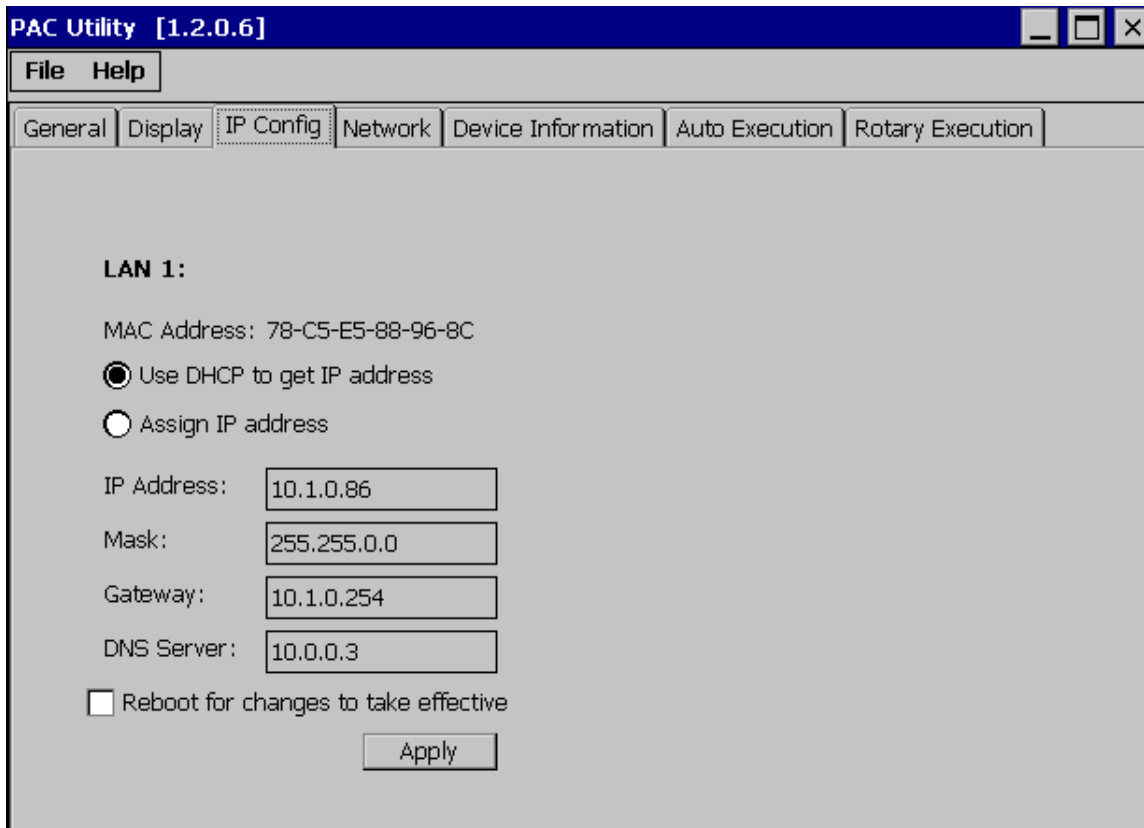 PAC Utility [1.2.0.6]
File Help
General Display IP Config Network Device Information Auto Execution Rotary Execution
LAN 1:
MAC Address: 78-C5-E5-88-96-8C
Use DHCP to get IP address
Assign IP address
IP Address: 10.1.0.86
Mask: 255.255.0.0
Gateway: 10.1.0.254
DNS Server: 10.0.0.3
Reboot for changes to take effective
Apply